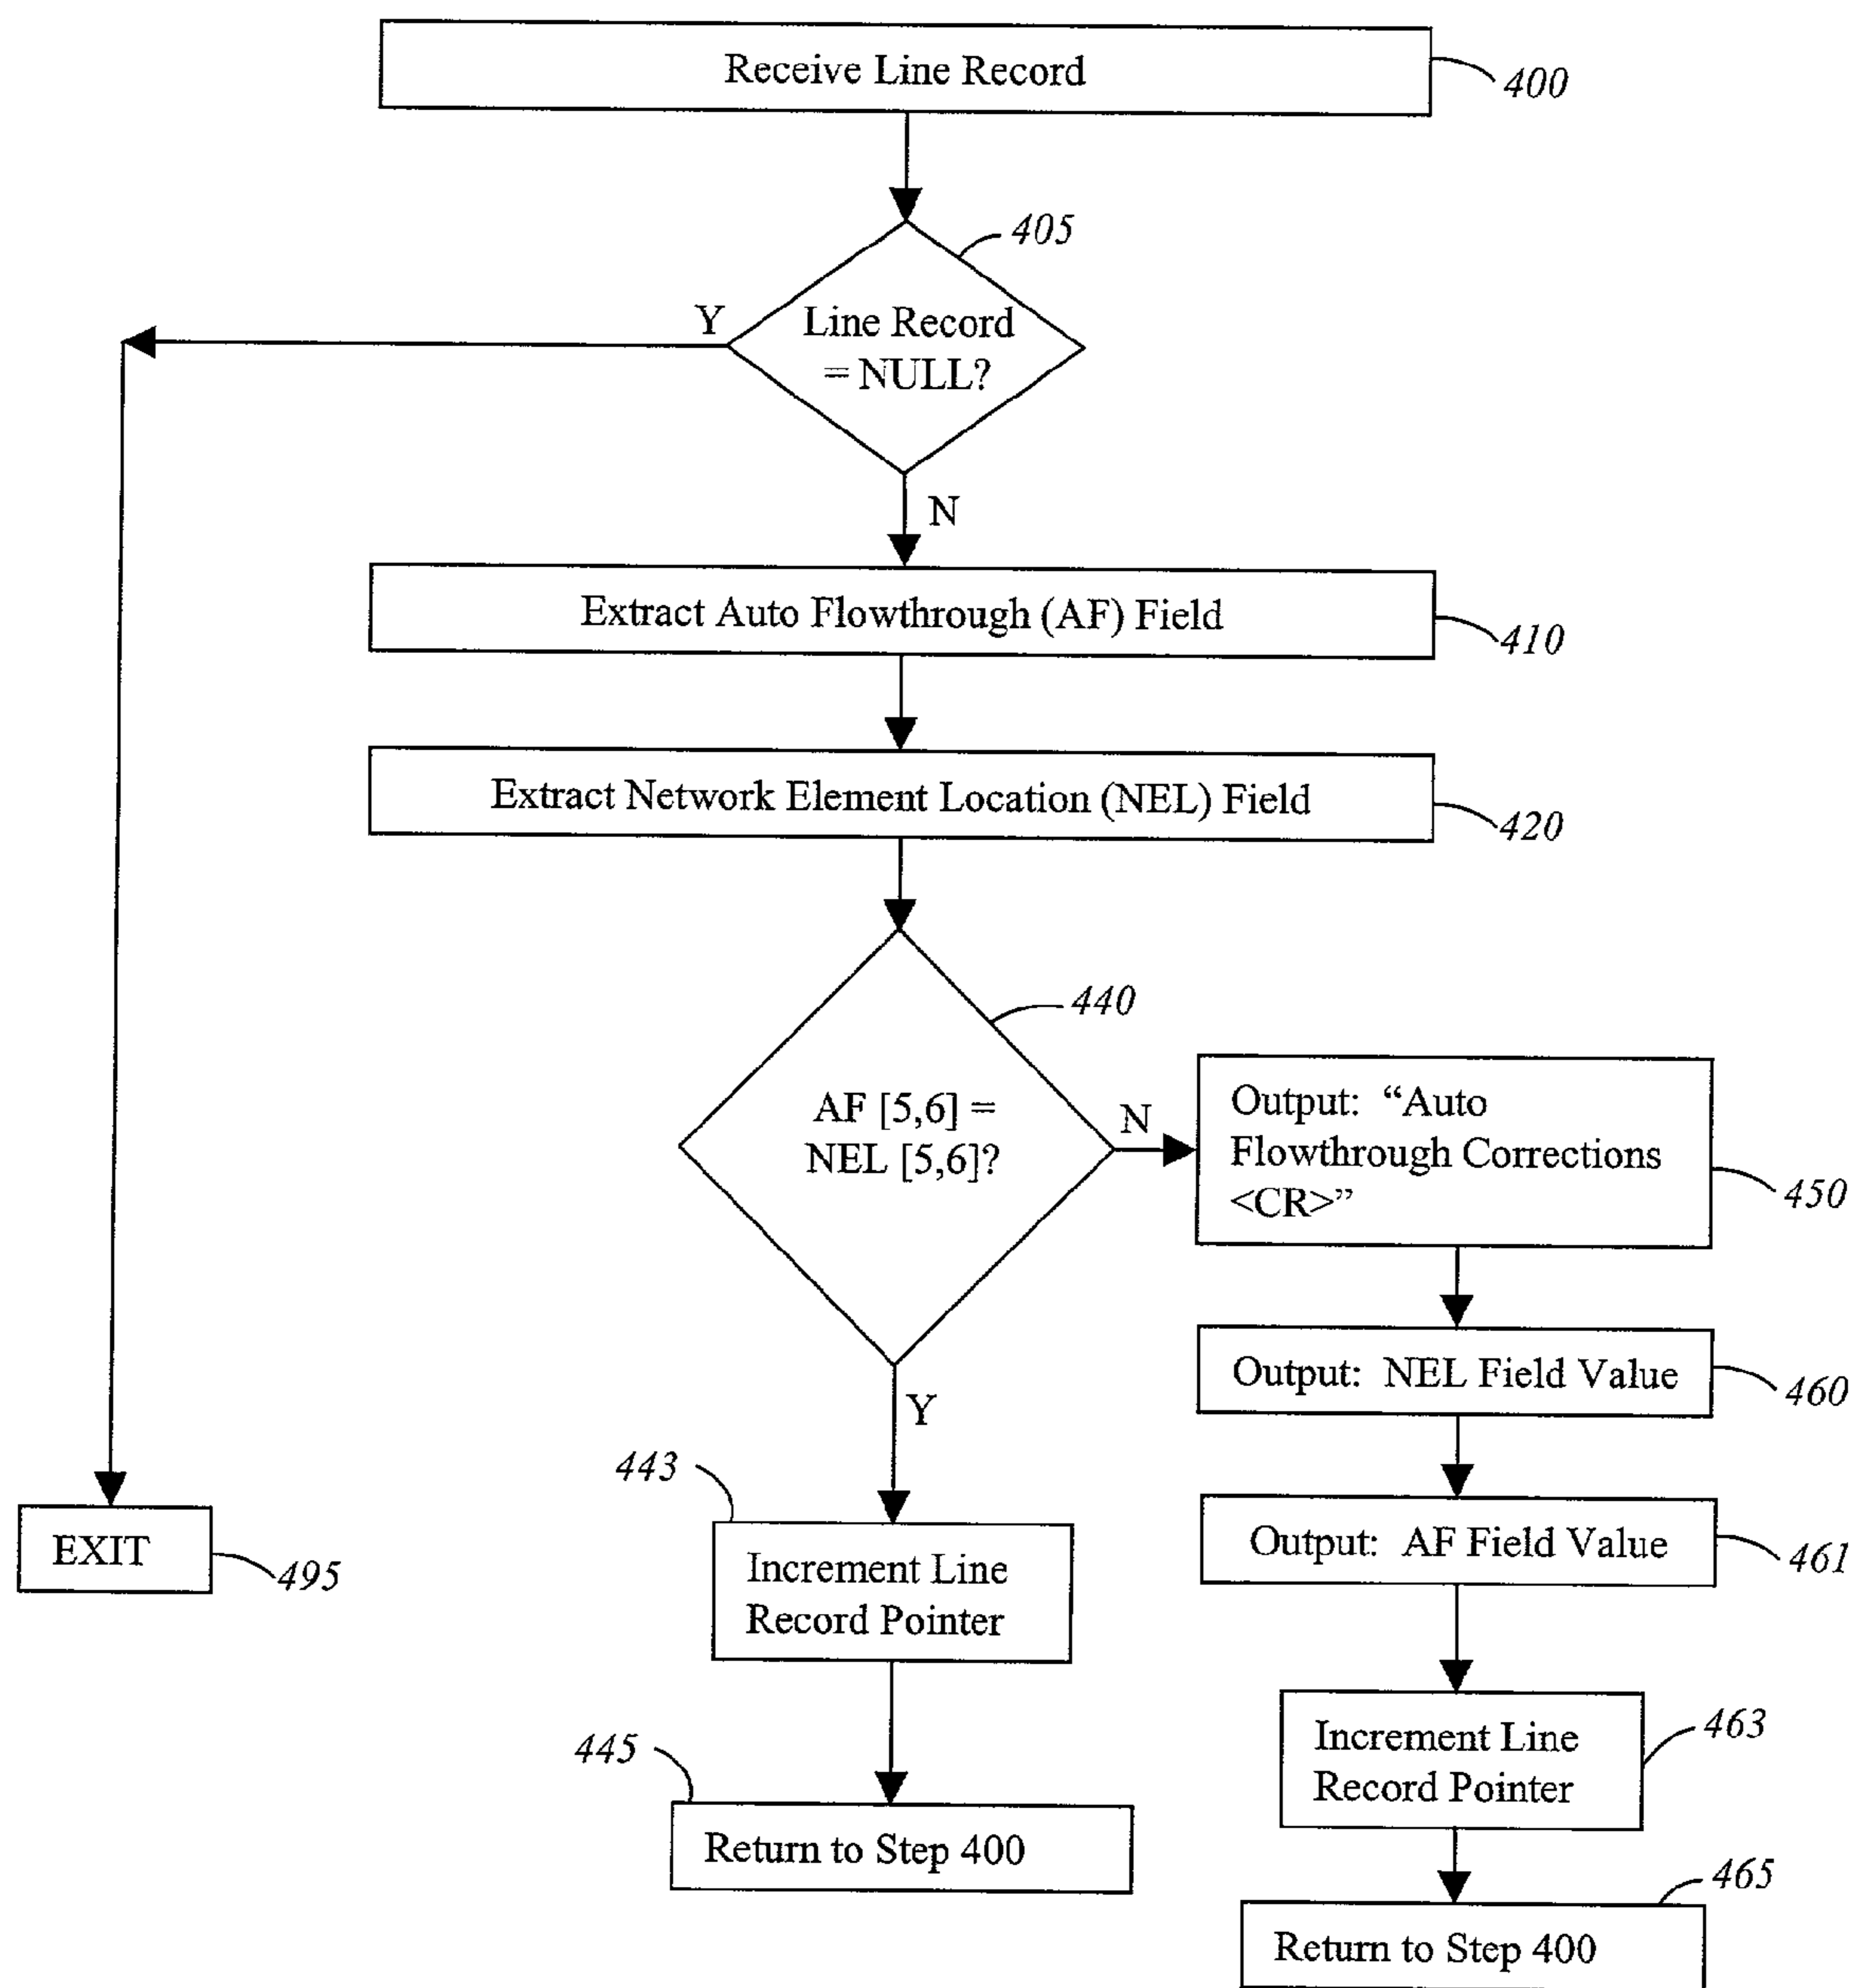 Receive Line Record
400
405
Y
Line Record
= NULL?
N
Extract Auto Flowthrough (AF) Field
410
Extract Network Element Location (NEL) Field
420
440
AF [5,6] =
NEL [5,6]?
N
Output: “Auto
Flowthrough Corrections
<CR>”
450
Output: NEL Field Value
460
Y
443
Output: AF Field Value
461
EXIT
495
Increment Line
Record Pointer
Increment Line
Record Pointer
463
445
Return to Step 400
465
Return to Step 400